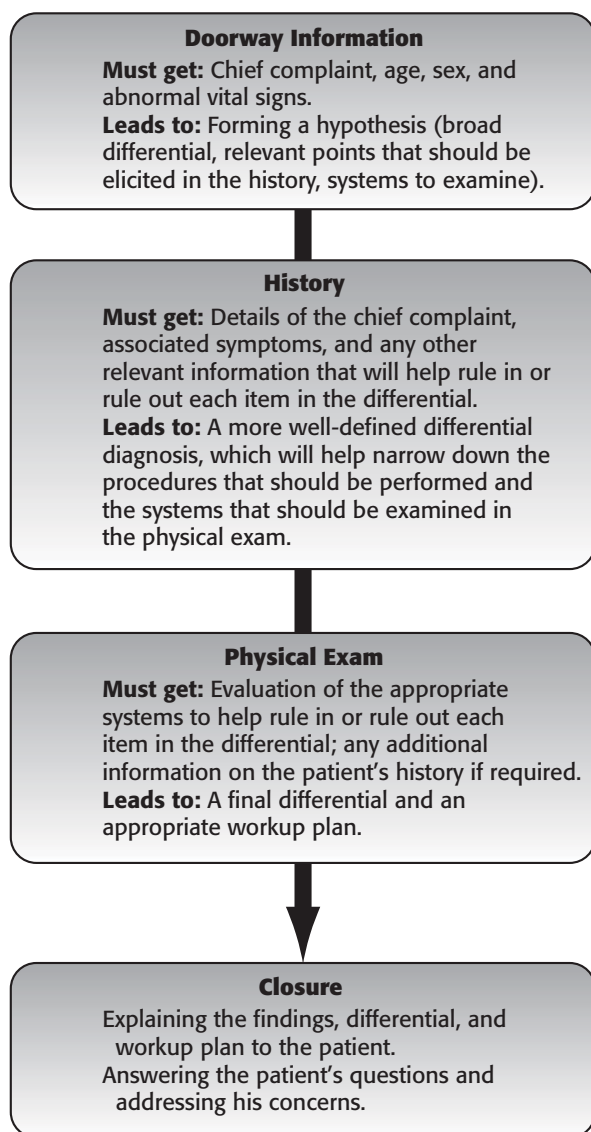 Doorway Information
Must get: Chief complaint, age, sex, and
abnormal vital signs.
Leads to: Forming a hypothesis (broad
differential, relevant points that should be
elicited in the history, systems to examine).
History
Must get: Details of the chief complaint,
associated symptoms, and any other
relevant information that will help rule in or
rule out each item in the differential.
Leads to: A more well-defined differential
diagnosis, which will help narrow down the
procedures that should be performed and
the systems that should be examined in
the physical exam.
Physical Exam
Must get: Evaluation of the appropriate
systems to help rule in or rule out each
item in the differential; any additional
information on the patient’s history if required.
Leads to: A final differential and an
appropriate workup plan.
Closure
Explaining the findings, differential, and
workup plan to the patient.
Answering the patient’s questions and
addressing his concerns.